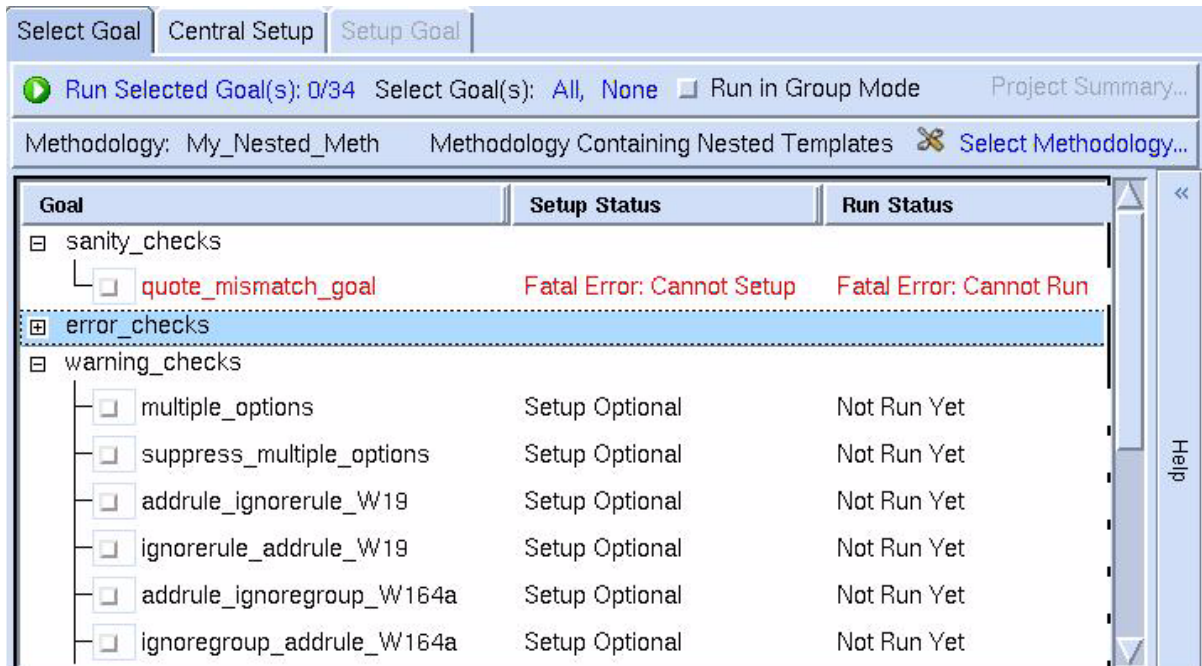 Select Goal Central Setup Setup Goal
Run Selected Goal(s): 0/34 Select Goal(s): All, None Run in Group Mode Project Summary...
Methodology: My_Nested_Meth Methodology Containing Nested Templates Select Methodology...
Goal Setup Status Run Status
sanity_checks
quote_mismatch_goal Fatal Error: Cannot Setup Fatal Error: Cannot Run
error_checks
warning_checks
multiple_options Setup Optional Not Run Yet
suppress_multiple_options Setup Optional Not Run Yet
addrule_ignorerule_W19 Setup Optional Not Run Yet
ignorerule_addrule_W19 Setup Optional Not Run Yet
addrule_ignoregroup_W164a Setup Optional Not Run Yet
ignoregroup_addrule_W164a Setup Optional Not Run Yet
«
Help